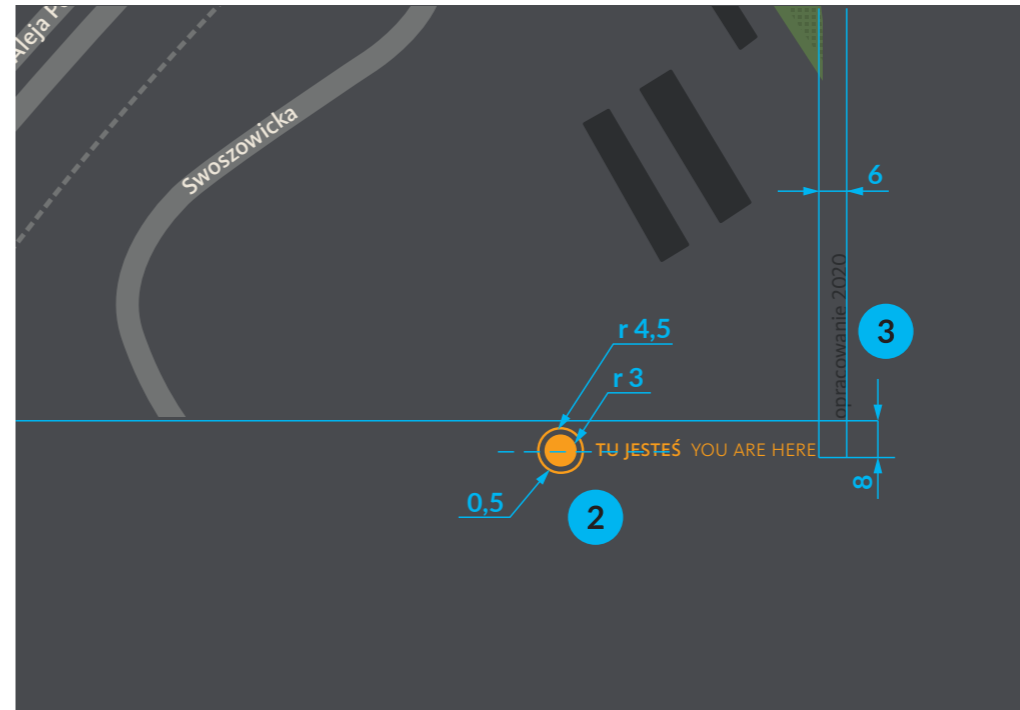 Aleja
Swoszowicka
6
opracowanie 2020
3
r 4,5
r 3
TU JESTEŚ YOU ARE HERE
8
0,5
2